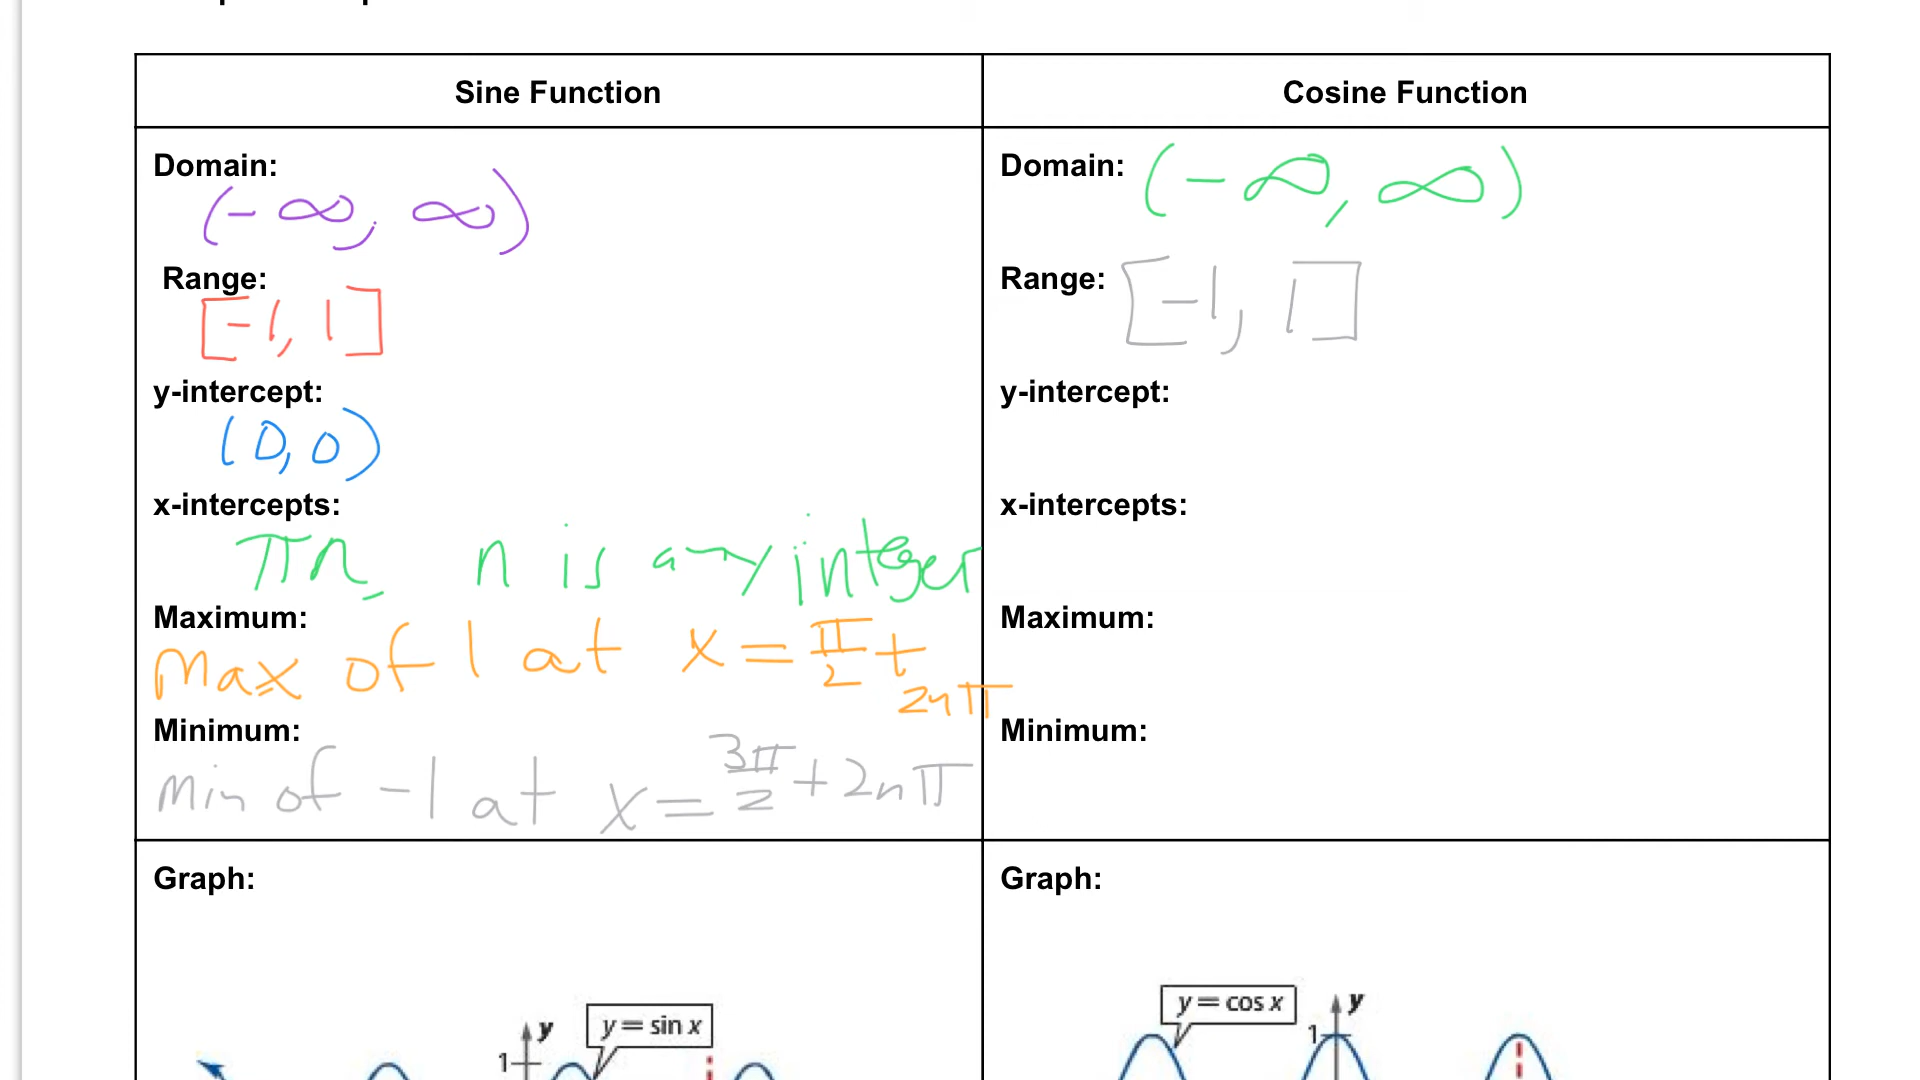 Sine Function
Cosine Function
Domain:
(-∞, ∞)
Range:
[-1, 1]
y-intercept:
(0, 0)
x-intercepts:
πn, n is any integer
Maximum:
Max of 1 at x = π/2 + 2nπ
Minimum:
Min of -1 at x = 3π/2 + 2nπ
Domain: (-∞, ∞)
Range: [-1, 1]
y-intercept:
x-intercepts:
Maximum:
Minimum:
Graph:
y = sin x
y
1
Graph:
y = cos x
y
1